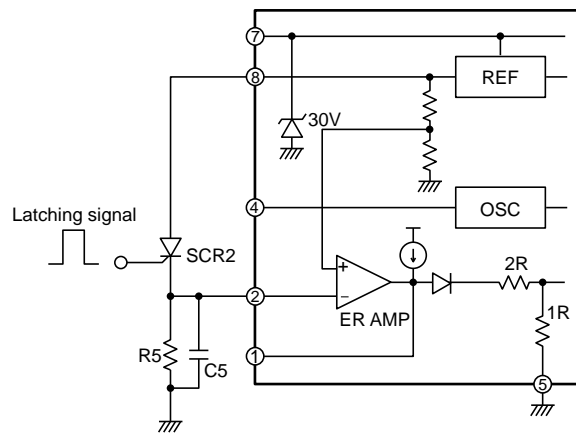 7
8
REF
30V
Latching signal
4
OSC
SCR2
+
2R
2
−
ER AMP
1R
R5
C5
1
5